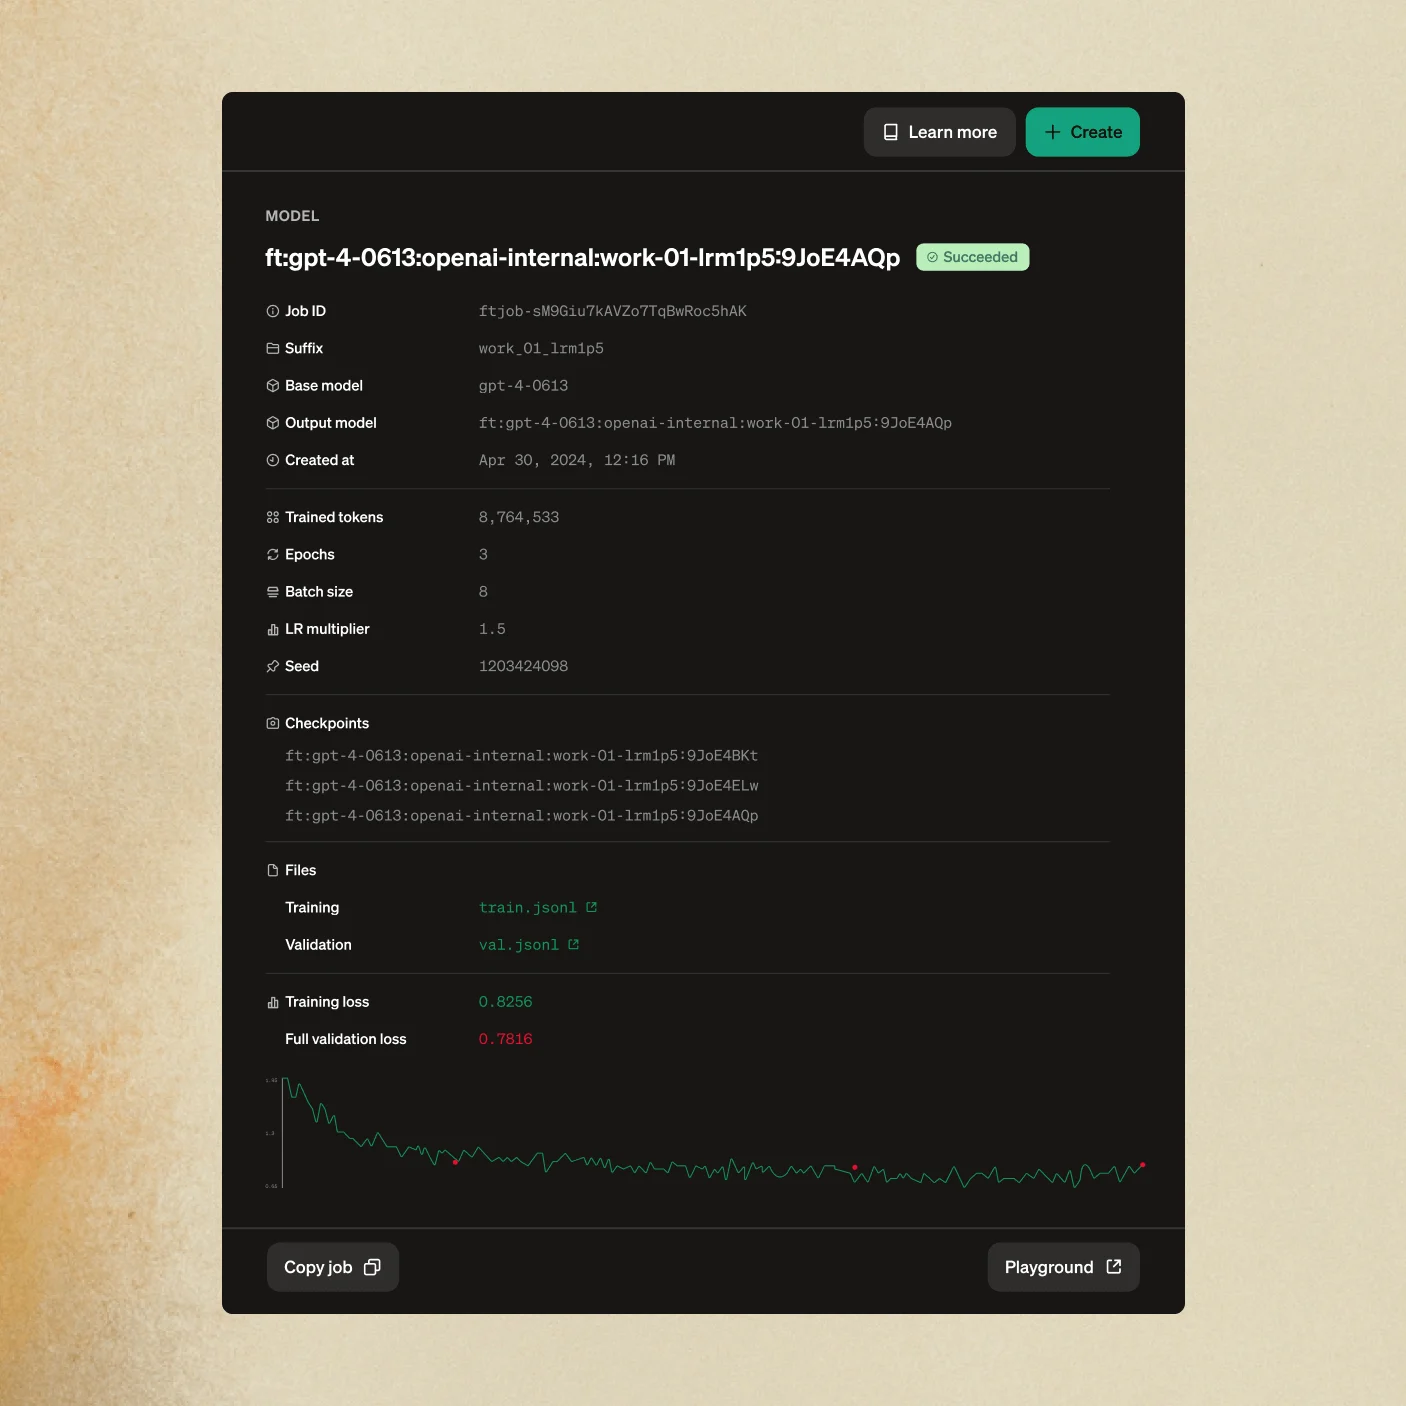 Learn more
Create
MODEL
ft:gpt-4-0613:openai-internal:work-01-lrm1p5:9JoE4AQp Succeeded
Job ID ftjob-sM9Giu7kAVZo7TqBwRoc5hAK
Suffix work_01_lrm1p5
Base model gpt-4-0613
Output model ft:gpt-4-0613:openai-internal:work-01-lrm1p5:9JoE4AQp
Created at Apr 30, 2024, 12:16 PM
Trained tokens 8,764,533
Epochs 3
Batch size 8
LR multiplier 1.5
Seed 1203424098
Checkpoints
ft:gpt-4-0613:openai-internal:work-01-lrm1p5:9JoE4BKt
ft:gpt-4-0613:openai-internal:work-01-lrm1p5:9JoE4ELw
ft:gpt-4-0613:openai-internal:work-01-lrm1p5:9JoE4AQp
Files
Training train.jsonl
Validation val.jsonl
Training loss 0.8256
Full validation loss 0.7816
Copy job
Playground